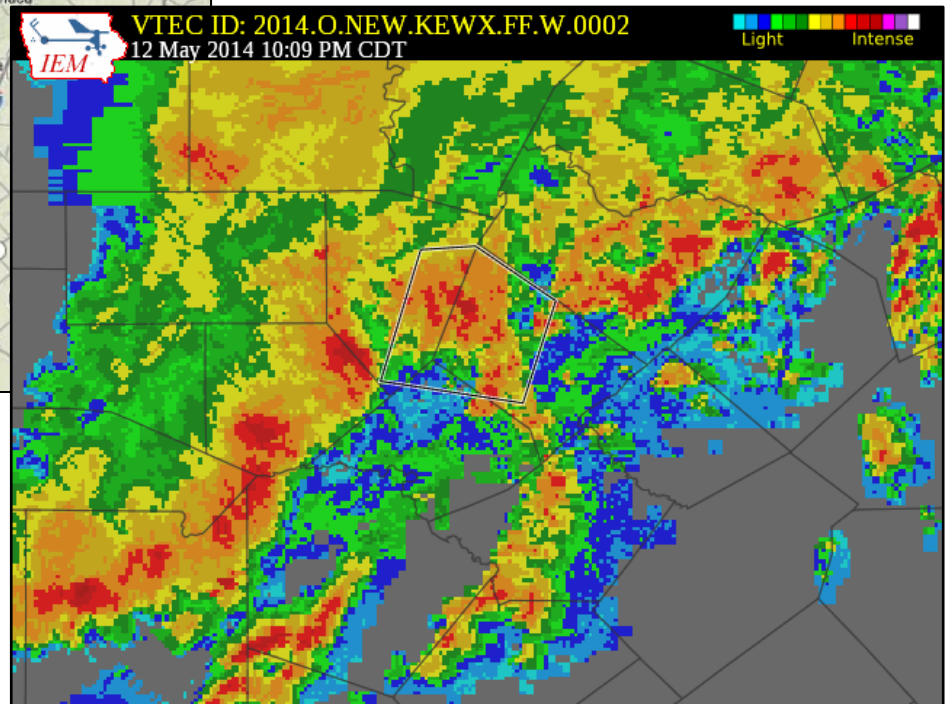 VTEC ID: 2014.O.NEW.KEWX.FF.W.0002
12 May 2014 10:09 PM CDT
IEM
Light Intense